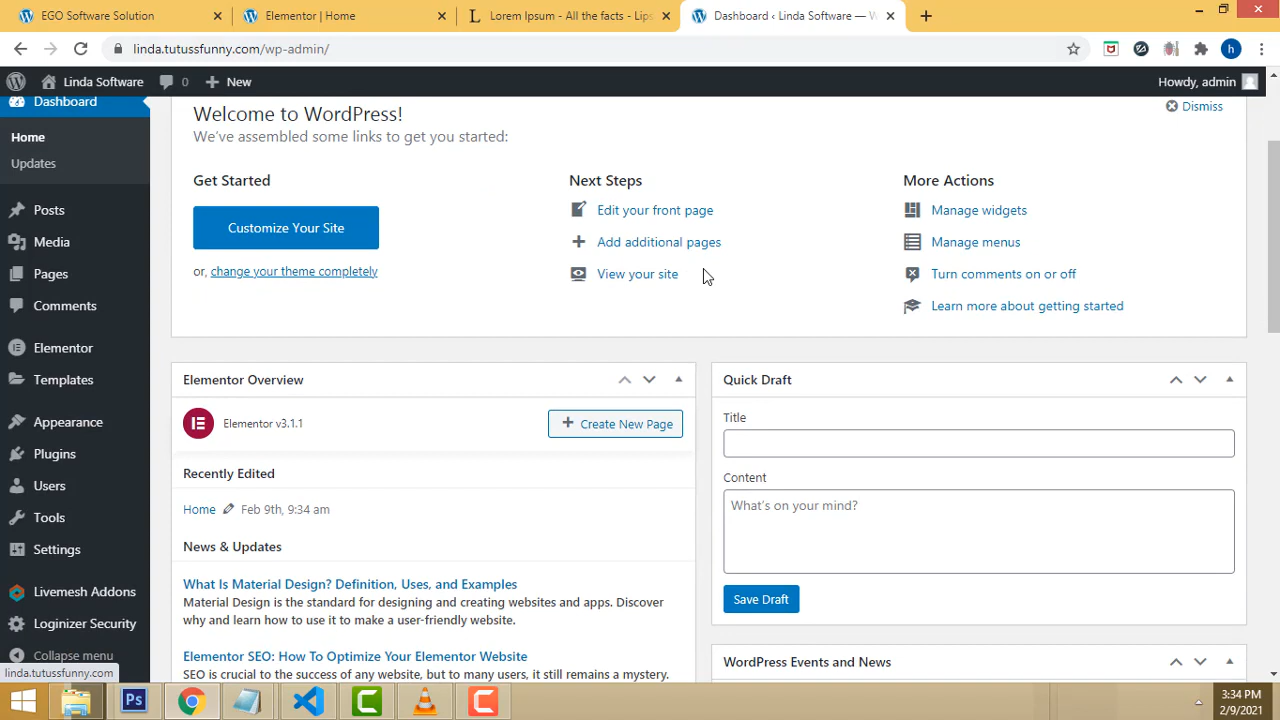 EGO Software Solution
Elementor | Home
Lorem Ipsum - All the facts - Lips
Dashboard ‹ Linda Software — W
linda.tutussfunny.com/wp-admin/
h
Linda Software
0
New
Howdy, admin
Dashboard
Home
Updates
Posts
Media
Pages
Comments
Elementor
Templates
Appearance
Plugins
Users
Tools
Settings
Livemesh Addons
Loginizer Security
Collapse menu
linda.tutussfunny.com
Welcome to WordPress!
Dismiss
We've assembled some links to get you started:
Get Started
Customize Your Site
or, change your theme completely
Next Steps
Edit your front page
Add additional pages
View your site
More Actions
Manage widgets
Manage menus
Turn comments on or off
Learn more about getting started
Elementor Overview
Elementor v3.1.1
Create New Page
Recently Edited
Home Feb 9th, 9:34 am
News & Updates
What Is Material Design? Definition, Uses, and Examples
Material Design is the standard for designing and creating websites and apps. Discover
why and learn how to use it to make a user-friendly website.
Elementor SEO: How To Optimize Your Elementor Website
SEO is crucial to the success of any website, but to many users, it still remains a mystery.
Quick Draft
Title
Content
What's on your mind?
Save Draft
WordPress Events and News
Ps
3:34 PM
2/9/2021